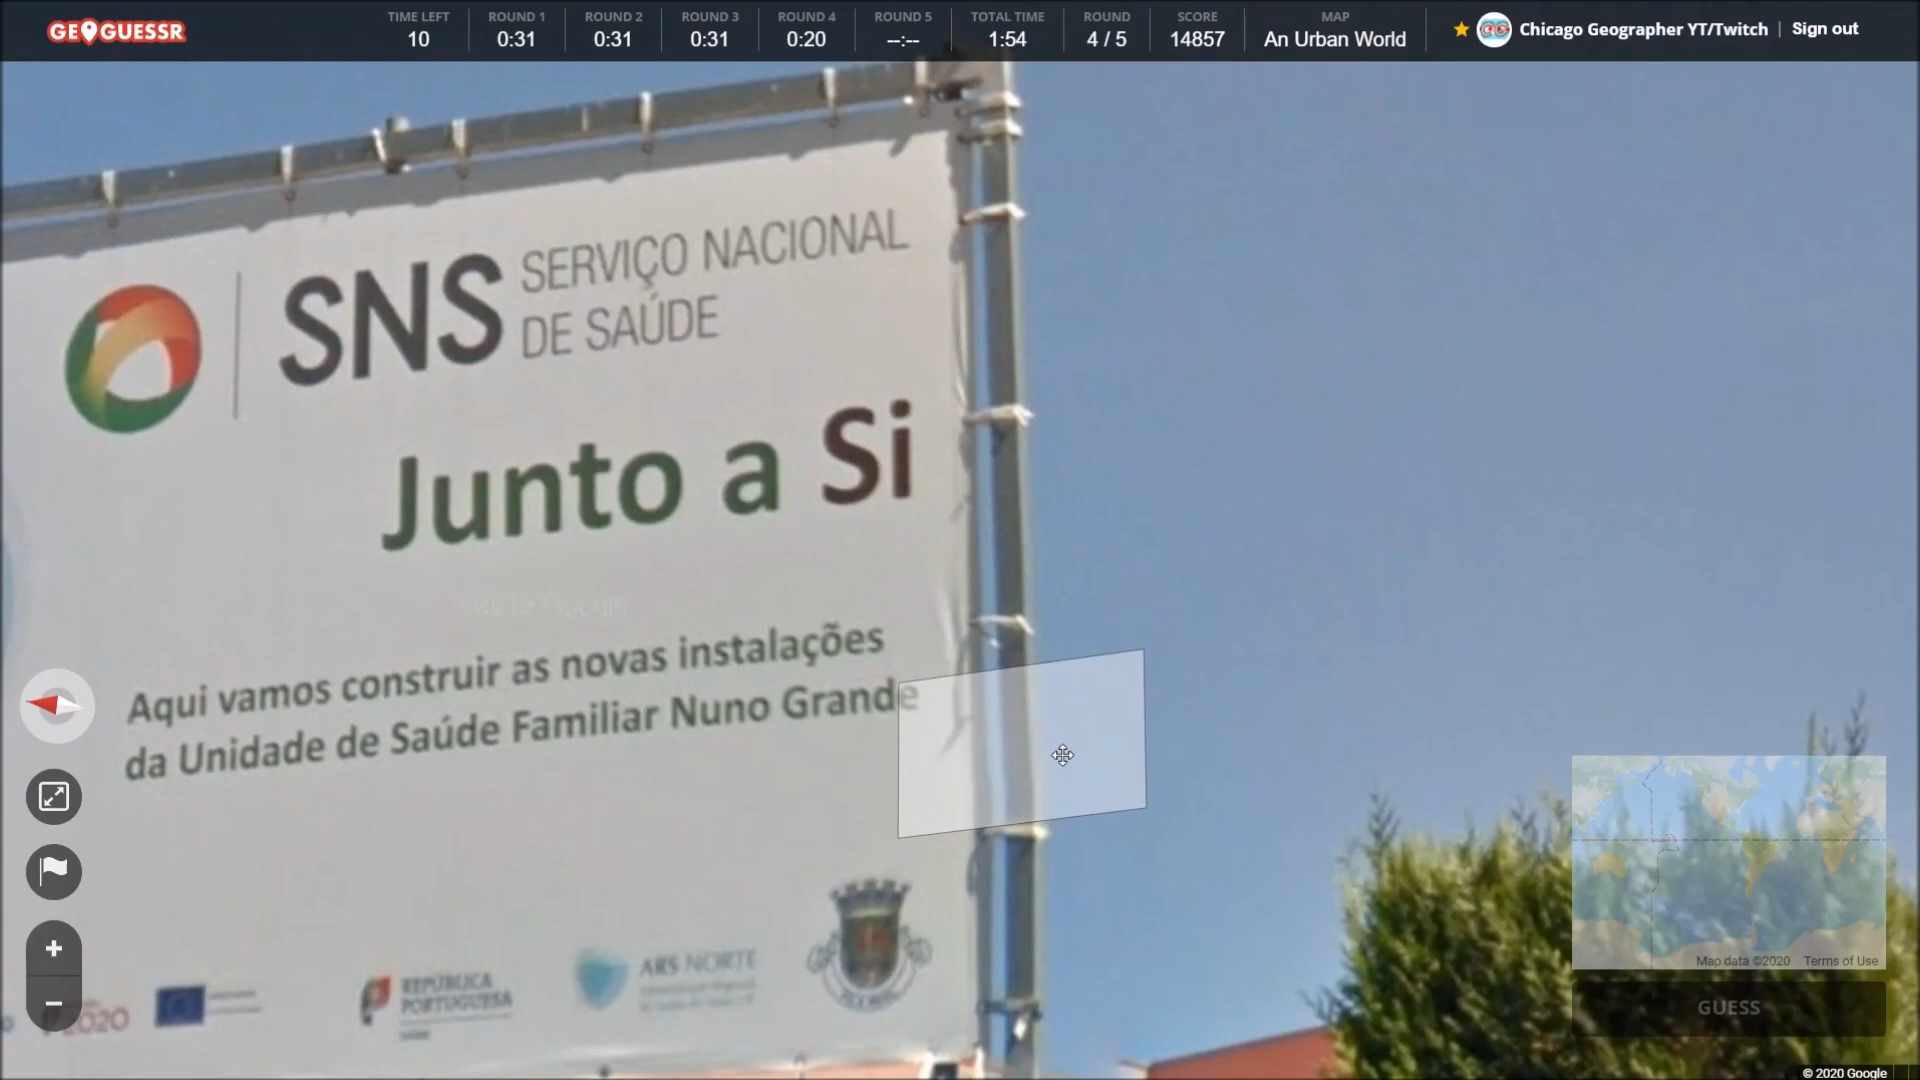 GEOGUESSR
TIME LEFT
10
ROUND 1
0:31
ROUND 2
0:31
ROUND 3
0:31
ROUND 4
0:20
ROUND 5
--:--
TOTAL TIME
1:54
ROUND
4 / 5
SCORE
14857
MAP
An Urban World
Chicago Geographer YT/Twitch
Sign out
SNS SERVIÇO NACIONAL
DE SAÚDE
Junto a Si
Aqui vamos construir as novas instalações
da Unidade de Saúde Familiar Nuno Grande
2020
REPÚBLICA
PORTUGUESA
ARS NORTE
Map data ©2020 Terms of Use
GUESS
© 2020 Google